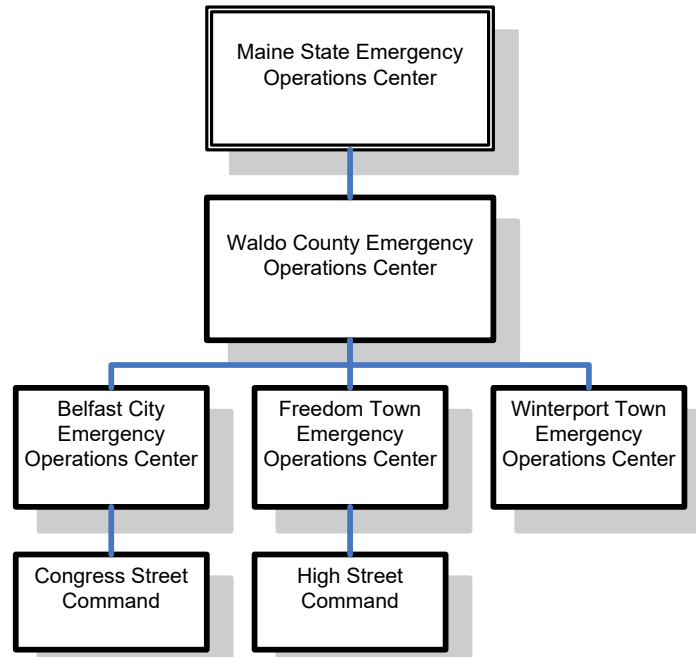 Maine State Emergency
Operations Center
Waldo County Emergency
Operations Center
Belfast City
Emergency
Operations Center
Freedom Town
Emergency
Operations Center
Winterport Town
Emergency
Operations Center
Congress Street
Command
High Street
Command